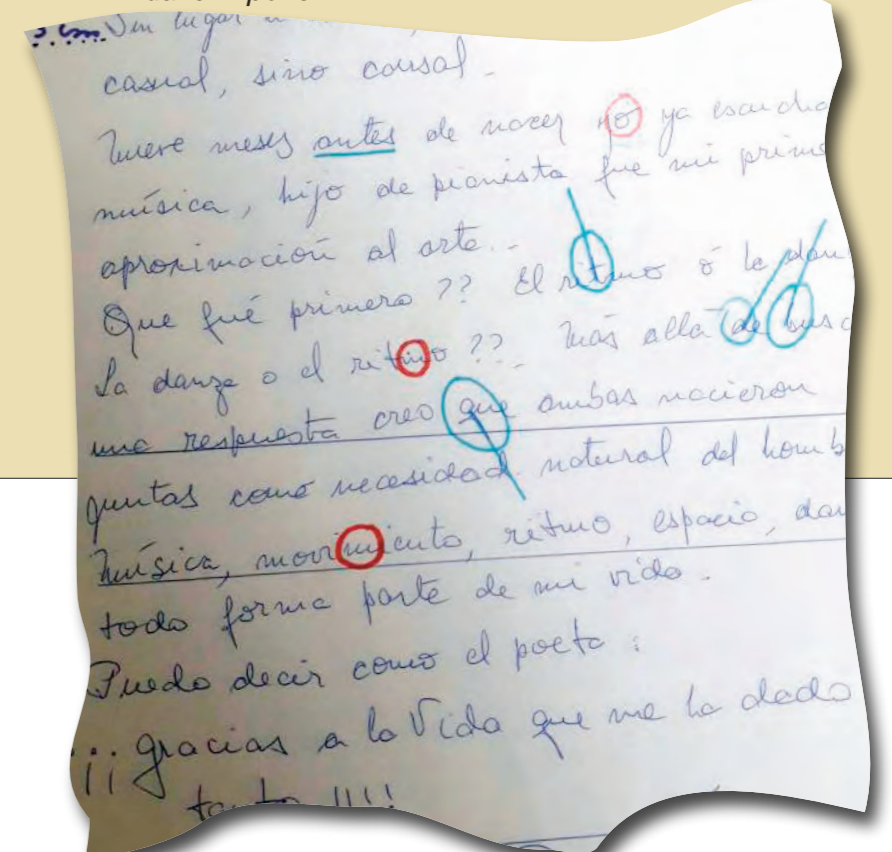 lugar
casual, sino causal.
Nueve meses antes de nacer yo ya escucha
música, hijo de pianista fue mi prime
aproximación al arte..
Que fué primero ?? El ritmo ó la dan
La danza o el ritmo ??. Más allá de busc
una respuesta creo que ambas nacieron
juntas como necesidad natural del homb
Música, movimiento, ritmo, espacio, dan
todo forma parte de mi vida.
Puedo decir como el poeta :
¡¡¡ gracias a la Vida que me ha dado
tanto !!!!